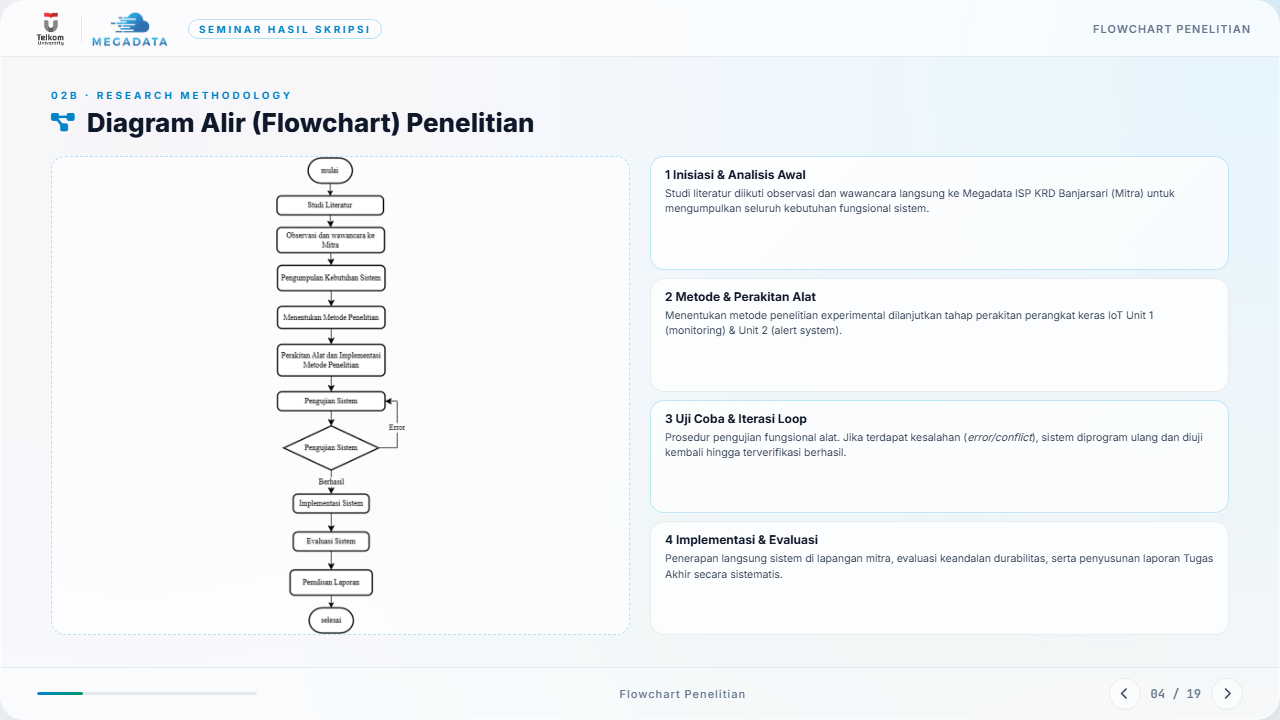 Telkom
University
MEGADATA
SEMINAR HASIL SKRIPSI
FLOWCHART PENELITIAN
02B · RESEARCH METHODOLOGY
Diagram Alir (Flowchart) Penelitian
mulai
Studi Literatur
Observasi dan wawancara ke
Mitra
Pengumpulan Kebutuhan Sistem
Menentukan Metode Penelitian
Perakitan Alat dan Implementasi
Metode Penelitian
Pengujian Sistem
Error
Pengujian Sistem
Berhasil
Implementasi Sistem
Evaluasi Sistem
Penulisan Laporan
selesai
1 Inisiasi & Analisis Awal
Studi literatur diikuti observasi dan wawancara langsung ke Megadata ISP KRD Banjarsari (Mitra) untuk
mengumpulkan seluruh kebutuhan fungsional sistem.
2 Metode & Perakitan Alat
Menentukan metode penelitian experimental dilanjutkan tahap perakitan perangkat keras IoT Unit 1
(monitoring) & Unit 2 (alert system).
3 Uji Coba & Iterasi Loop
Prosedur pengujian fungsional alat. Jika terdapat kesalahan (error/conflict), sistem diprogram ulang dan diuji
kembali hingga terverifikasi berhasil.
4 Implementasi & Evaluasi
Penerapan langsung sistem di lapangan mitra, evaluasi keandalan durabilitas, serta penyusunan laporan Tugas
Akhir secara sistematis.
Flowchart Penelitian
04 / 19